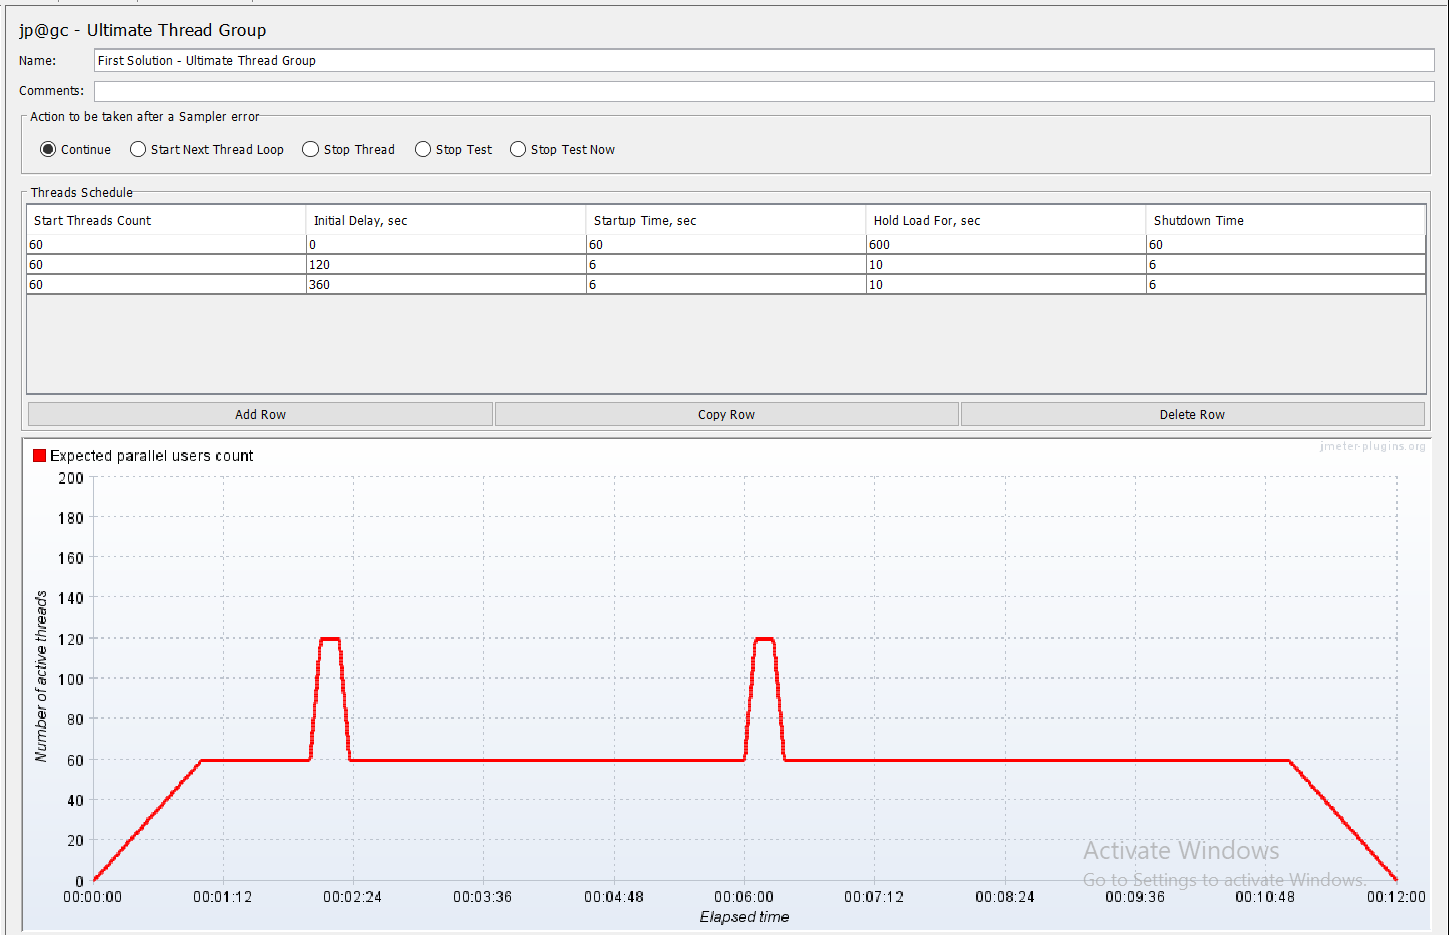 jp@gc - Ultimate Thread Group
Name: First Solution - Ultimate Thread Group
Comments:
Action to be taken after a Sampler error
Continue Start Next Thread Loop Stop Thread Stop Test Stop Test Now
Threads Schedule
Start Threads Count Initial Delay, sec Startup Time, sec Hold Load For, sec Shutdown Time
60 0 60 600 60
60 120 6 10 6
60 360 6 10 6
Add Row Copy Row Delete Row
jmeter-plugins.org
Expected parallel users count
200
180
160
140
120
100
80
60
40
20
0
Number of active threads
00:00:00 00:01:12 00:02:24 00:03:36 00:04:48 00:06:00 00:07:12 00:08:24 00:09:36 00:10:48 00:12:00
Elapsed time
Activate Windows
Go to Settings to activate Windows.